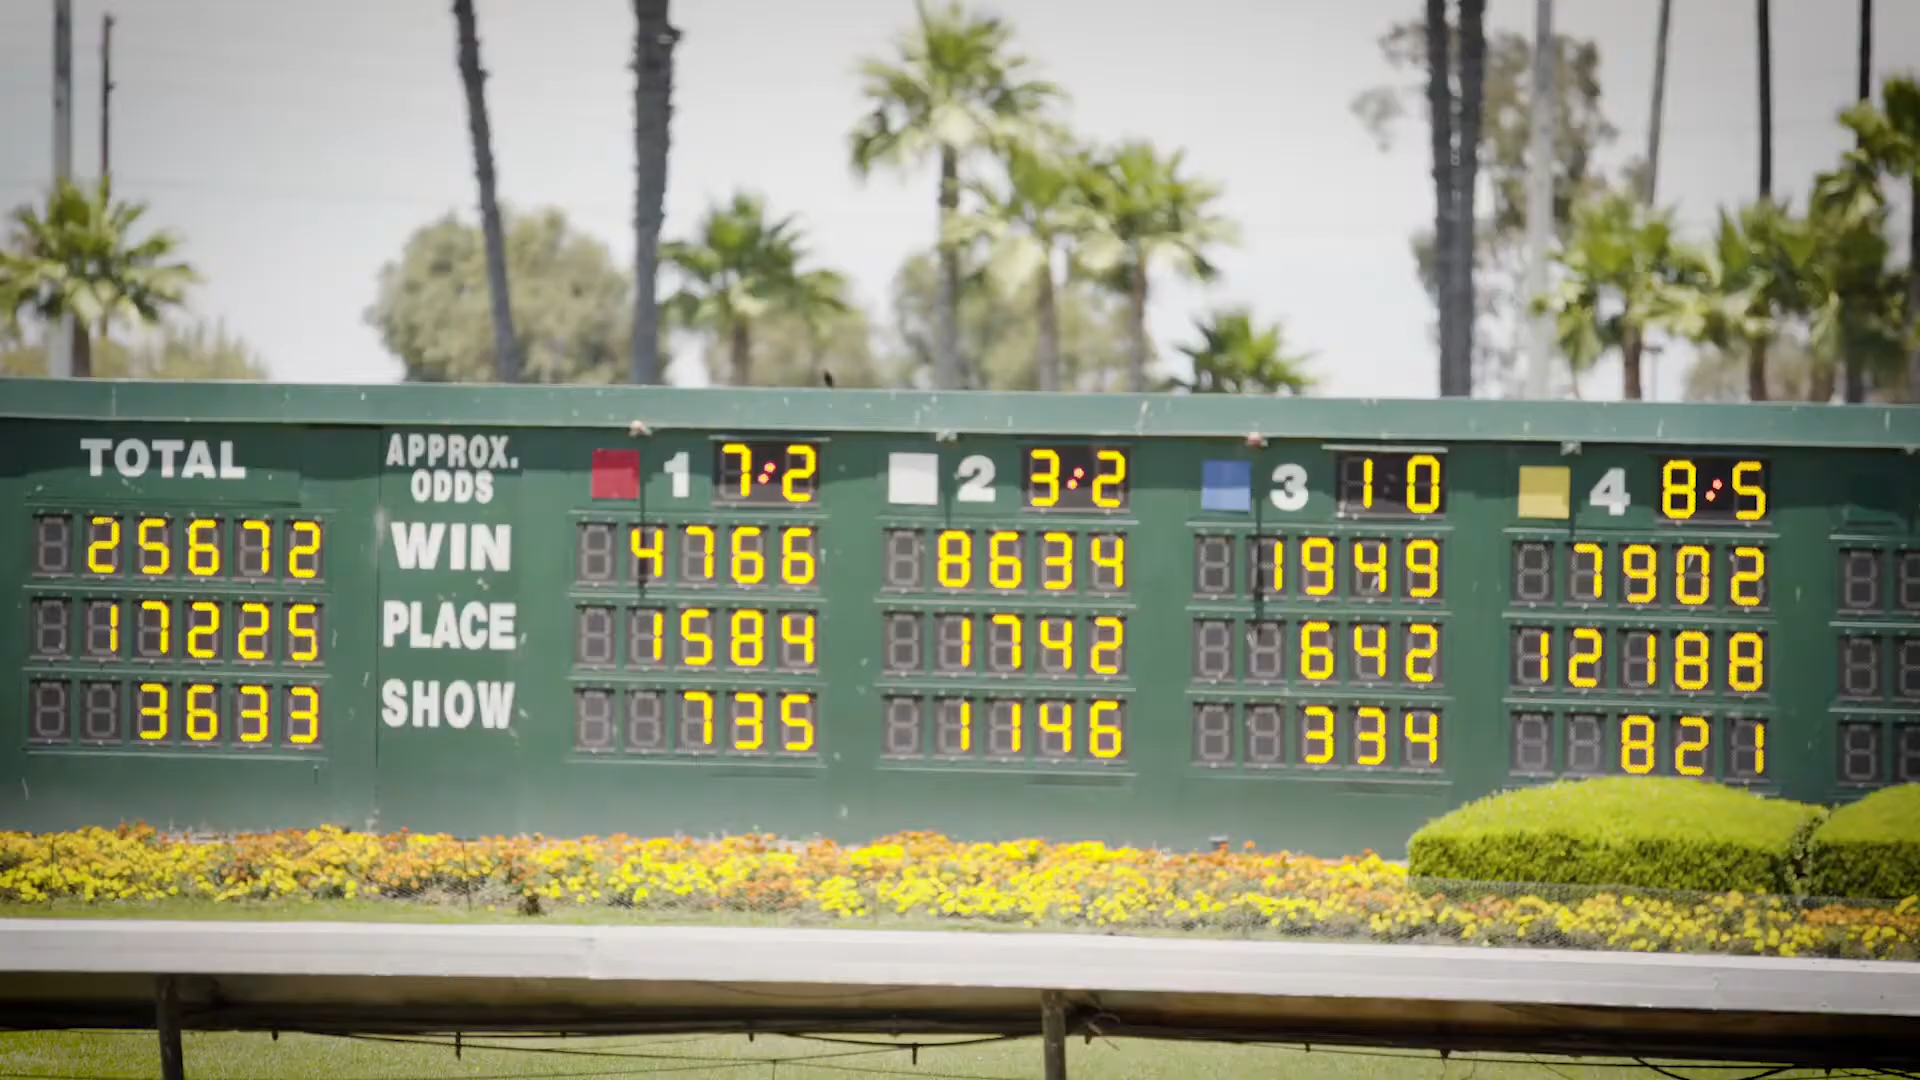 TOTAL APPROX. ODDS 1 7-2 2 3-2 3 10 4 8-5
25672 WIN 4766 8634 1949 7902
17225 PLACE 1584 1742 642 12188
3633 SHOW 735 1146 334 821